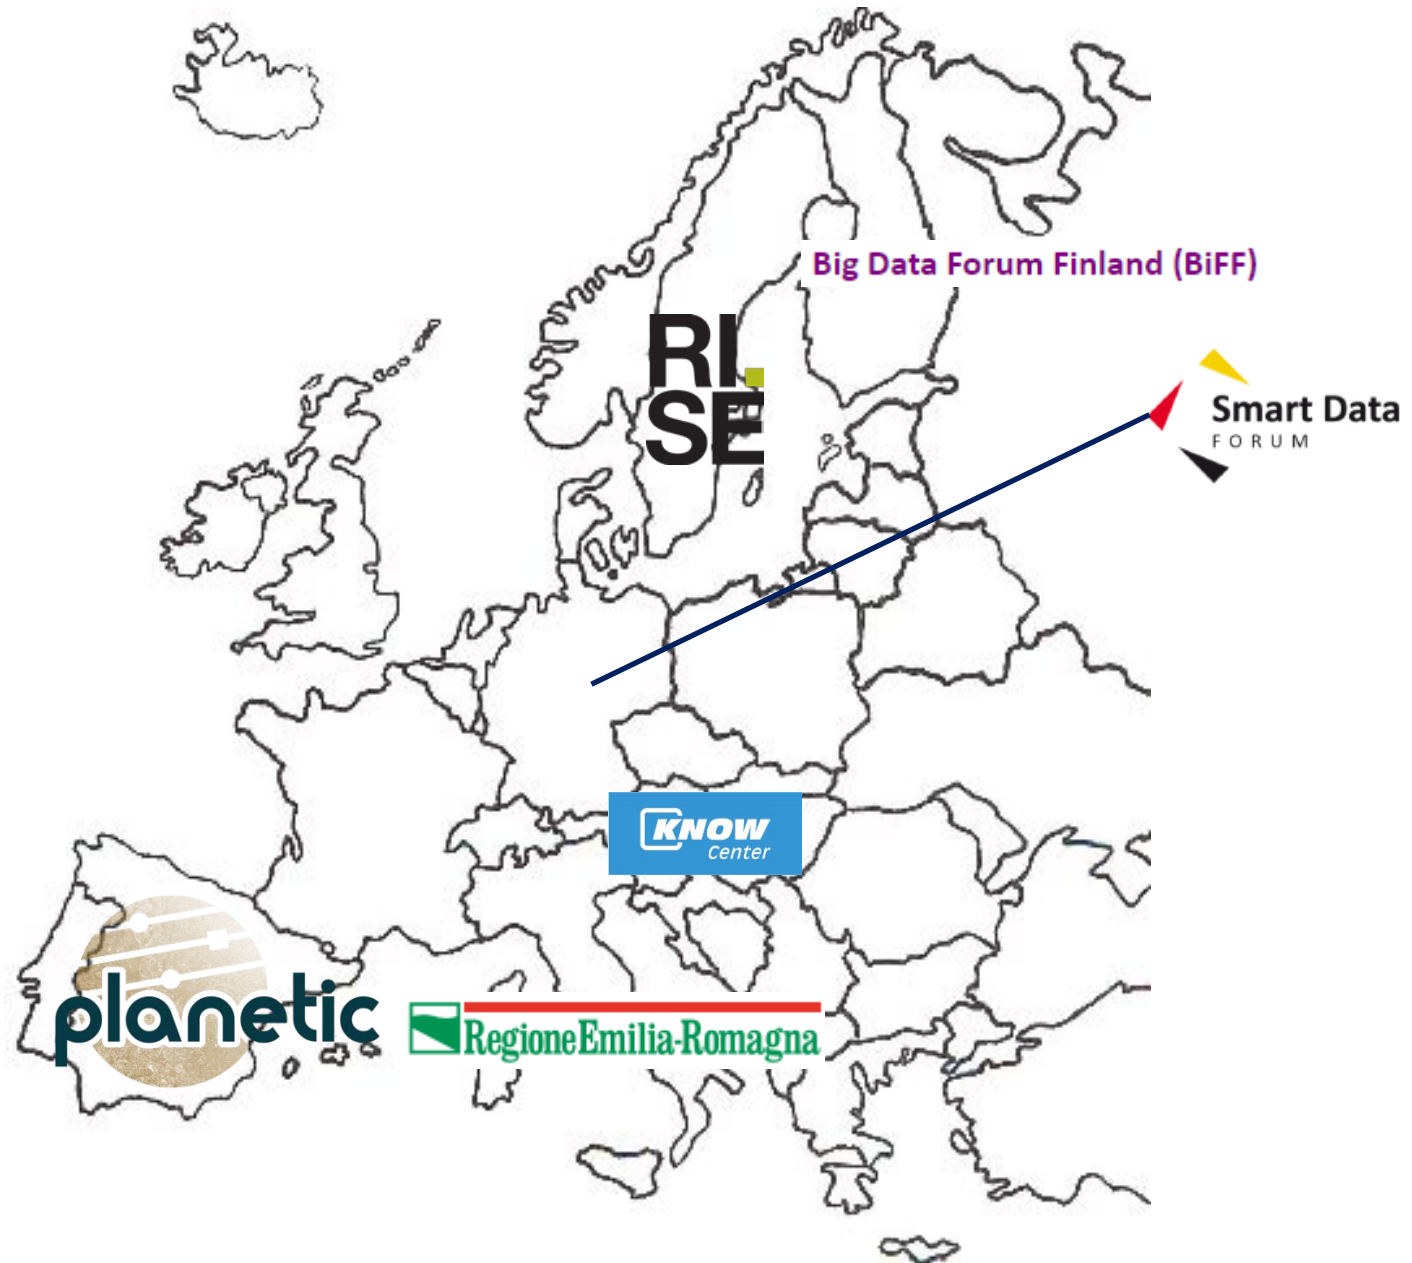 Big Data Forum Finland (BiFF)
RI.
SE
Smart Data
FORUM
KNOW
Center
planetic
RegioneEmilia-Romagna